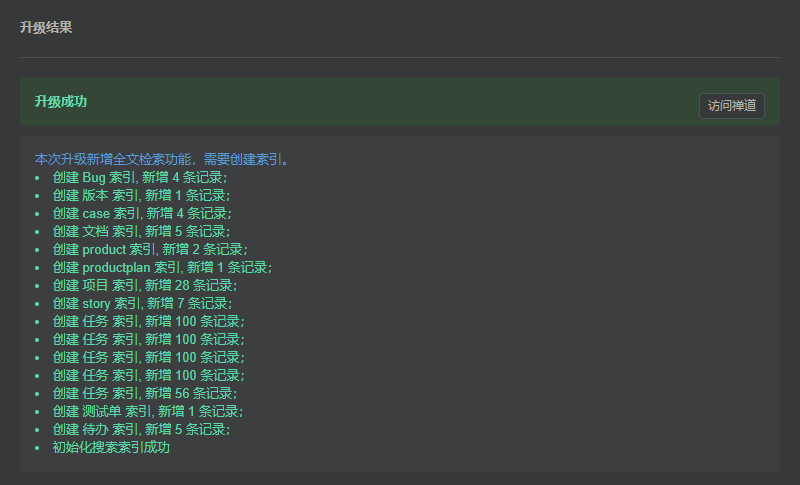 升级结果
升级成功
访问禅道
本次升级新增全文检索功能，需要创建索引。
创建 Bug 索引, 新增 4 条记录；
创建 版本 索引, 新增 1 条记录；
创建 case 索引, 新增 4 条记录；
创建 文档 索引, 新增 5 条记录；
创建 product 索引, 新增 2 条记录；
创建 productplan 索引, 新增 1 条记录；
创建 项目 索引, 新增 28 条记录；
创建 story 索引, 新增 7 条记录；
创建 任务 索引, 新增 100 条记录；
创建 任务 索引, 新增 100 条记录；
创建 任务 索引, 新增 100 条记录；
创建 任务 索引, 新增 100 条记录；
创建 任务 索引, 新增 56 条记录；
创建 测试单 索引, 新增 1 条记录；
创建 待办 索引, 新增 5 条记录；
初始化搜索索引成功